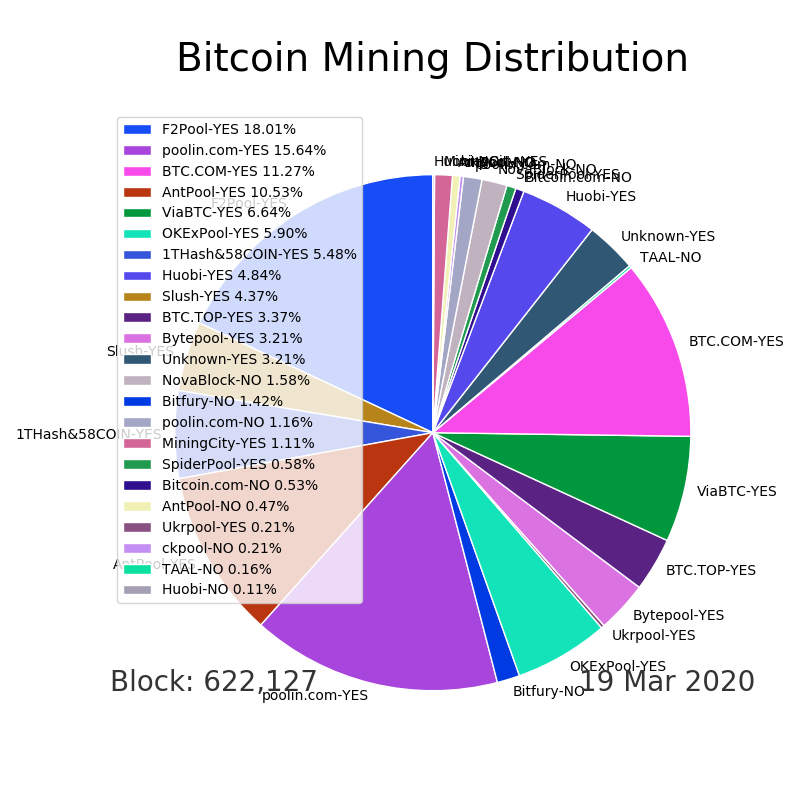 Bitcoin Mining Distribution
F2Pool-YES 18.01%
poolin.com-YES 15.64%
BTC.COM-YES 11.27%
AntPool-YES 10.53%
ViaBTC-YES 6.64%
OKExPool-YES 5.90%
1THash&58COIN-YES 5.48%
Huobi-YES 4.84%
Slush-YES 4.37%
BTC.TOP-YES 3.37%
Bytepool-YES 3.21%
Unknown-YES 3.21%
NovaBlock-NO 1.58%
Bitfury-NO 1.42%
poolin.com-NO 1.16%
MiningCity-YES 1.11%
SpiderPool-YES 0.58%
Bitcoin.com-NO 0.53%
AntPool-NO 0.47%
Ukrpool-YES 0.21%
ckpool-NO 0.21%
TAAL-NO 0.16%
Huobi-NO 0.11%
F2Pool-YES
Slush-YES
1THash&58COIN-YES
AntPool-YES
poolin.com-YES
Bitfury-NO
OKExPool-YES
Ukrpool-YES
Bytepool-YES
BTC.TOP-YES
ViaBTC-YES
BTC.COM-YES
TAAL-NO
Unknown-YES
Huobi-YES
Bitcoin.com-NO
SpiderPool-YES
NovaBlock-NO
Block: 622,127
19 Mar 2020